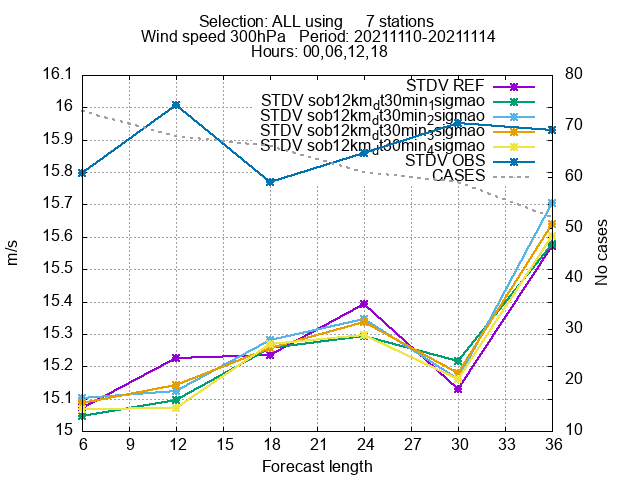 Selection: ALL using 7 stations
Wind speed 300hPa Period: 20211110-20211114
Hours: 00,06,12,18
16.1
16
15.9
15.8
15.7
15.6
15.5
15.4
15.3
15.2
15.1
15
m/s
STDV REF
STDV sob12km_dt30min_1sigmao
STDV sob12km_dt30min_2sigmao
STDV sob12km_dt30min_3sigmao
STDV sob12km_dt30min_4sigmao
STDV OBS
CASES
80
70
60
50
40
30
20
10
No cases
6 9 12 15 18 21 24 27 30 33 36
Forecast length